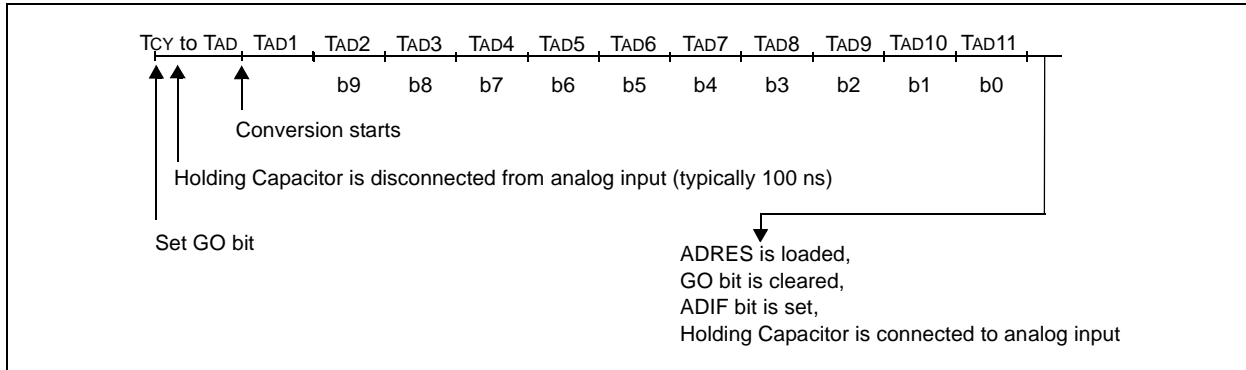 TCY to TAD TAD1 TAD2 TAD3 TAD4 TAD5 TAD6 TAD7 TAD8 TAD9 TAD10 TAD11
b9 b8 b7 b6 b5 b4 b3 b2 b1 b0
Conversion starts
Holding Capacitor is disconnected from analog input (typically 100 ns)
Set GO bit
ADRES is loaded,
GO bit is cleared,
ADIF bit is set,
Holding Capacitor is connected to analog input